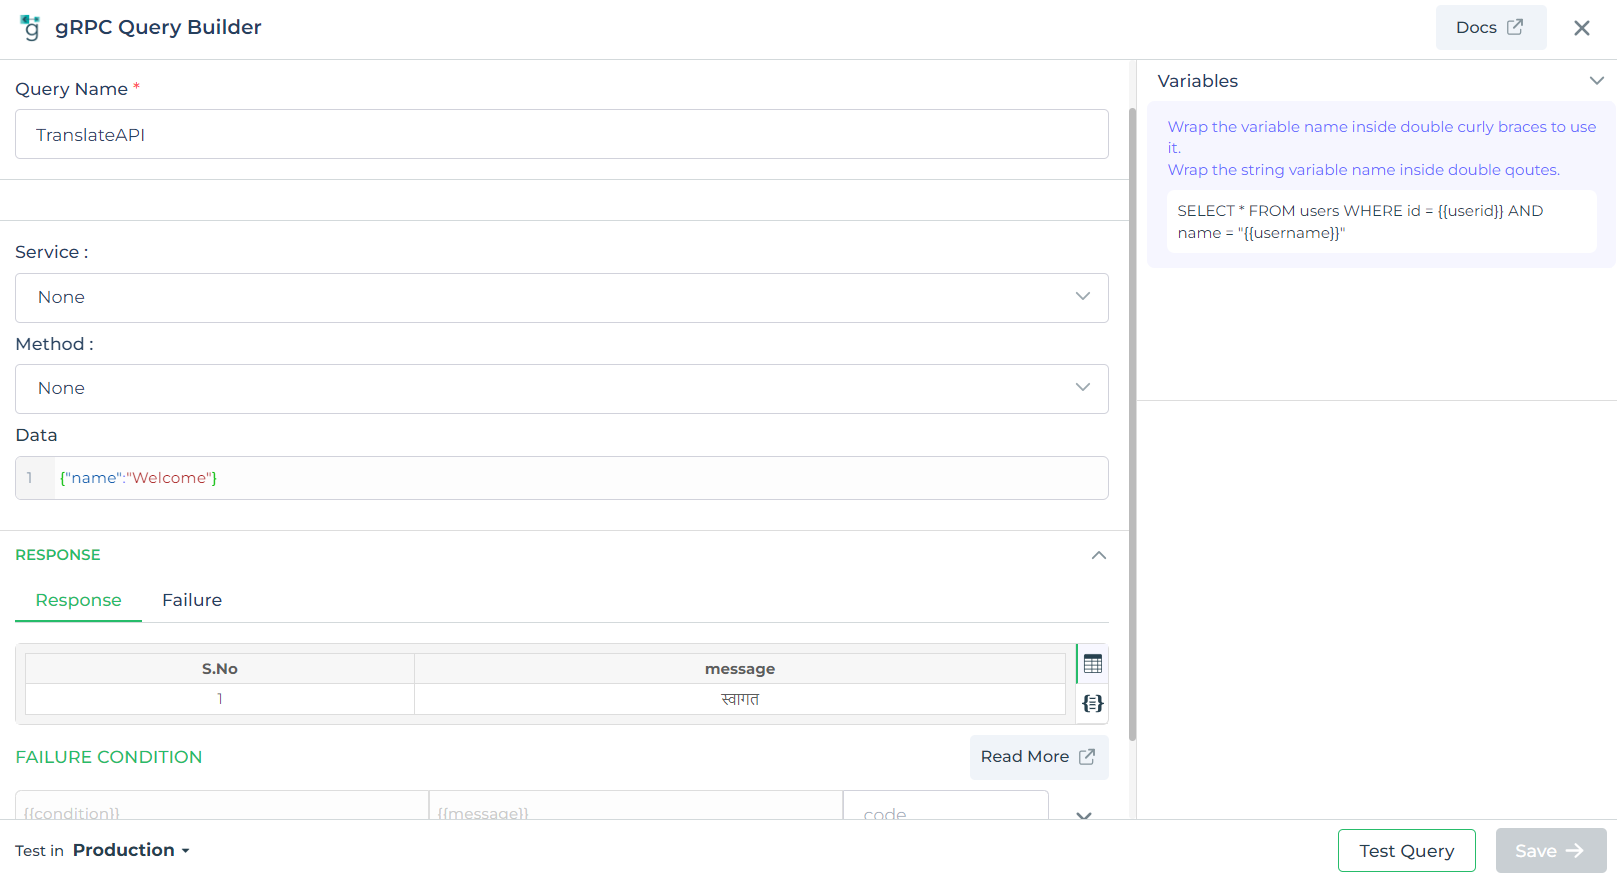 gRPC Query Builder
Docs
Query Name *
TranslateAPI
Service :
None
Method :
None
Data
1 {"name":"Welcome"}
RESPONSE
Response Failure
S.No message
1 स्वागत
FAILURE CONDITION
Read More
{{condition}} {{message}} code
Test in Production
Test Query
Save
Variables
Wrap the variable name inside double curly braces to use
it.
Wrap the string variable name inside double qoutes.
SELECT * FROM users WHERE id = {{userid}} AND
name = "{{username}}"